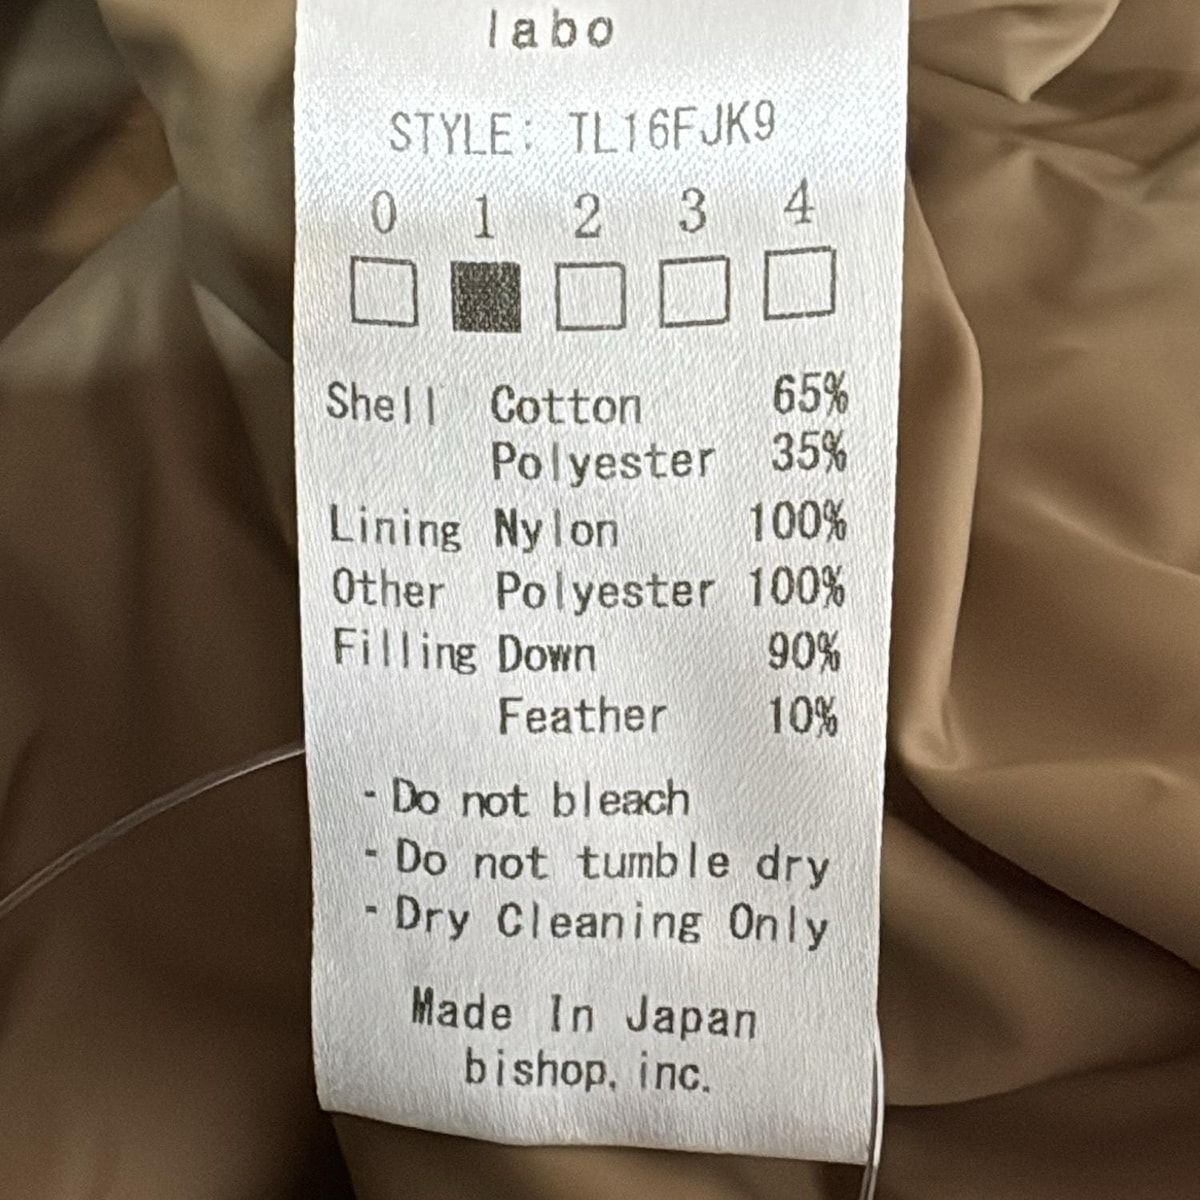 labo
STYLE: TL16FJK9
0 1 2 3 4
Shell Cotton 65%
Polyester 35%
Lining Nylon 100%
Other Polyester 100%
Filling Down 90%
Feather 10%
- Do not bleach
- Do not tumble dry
- Dry Cleaning Only
Made In Japan
bishop, inc.